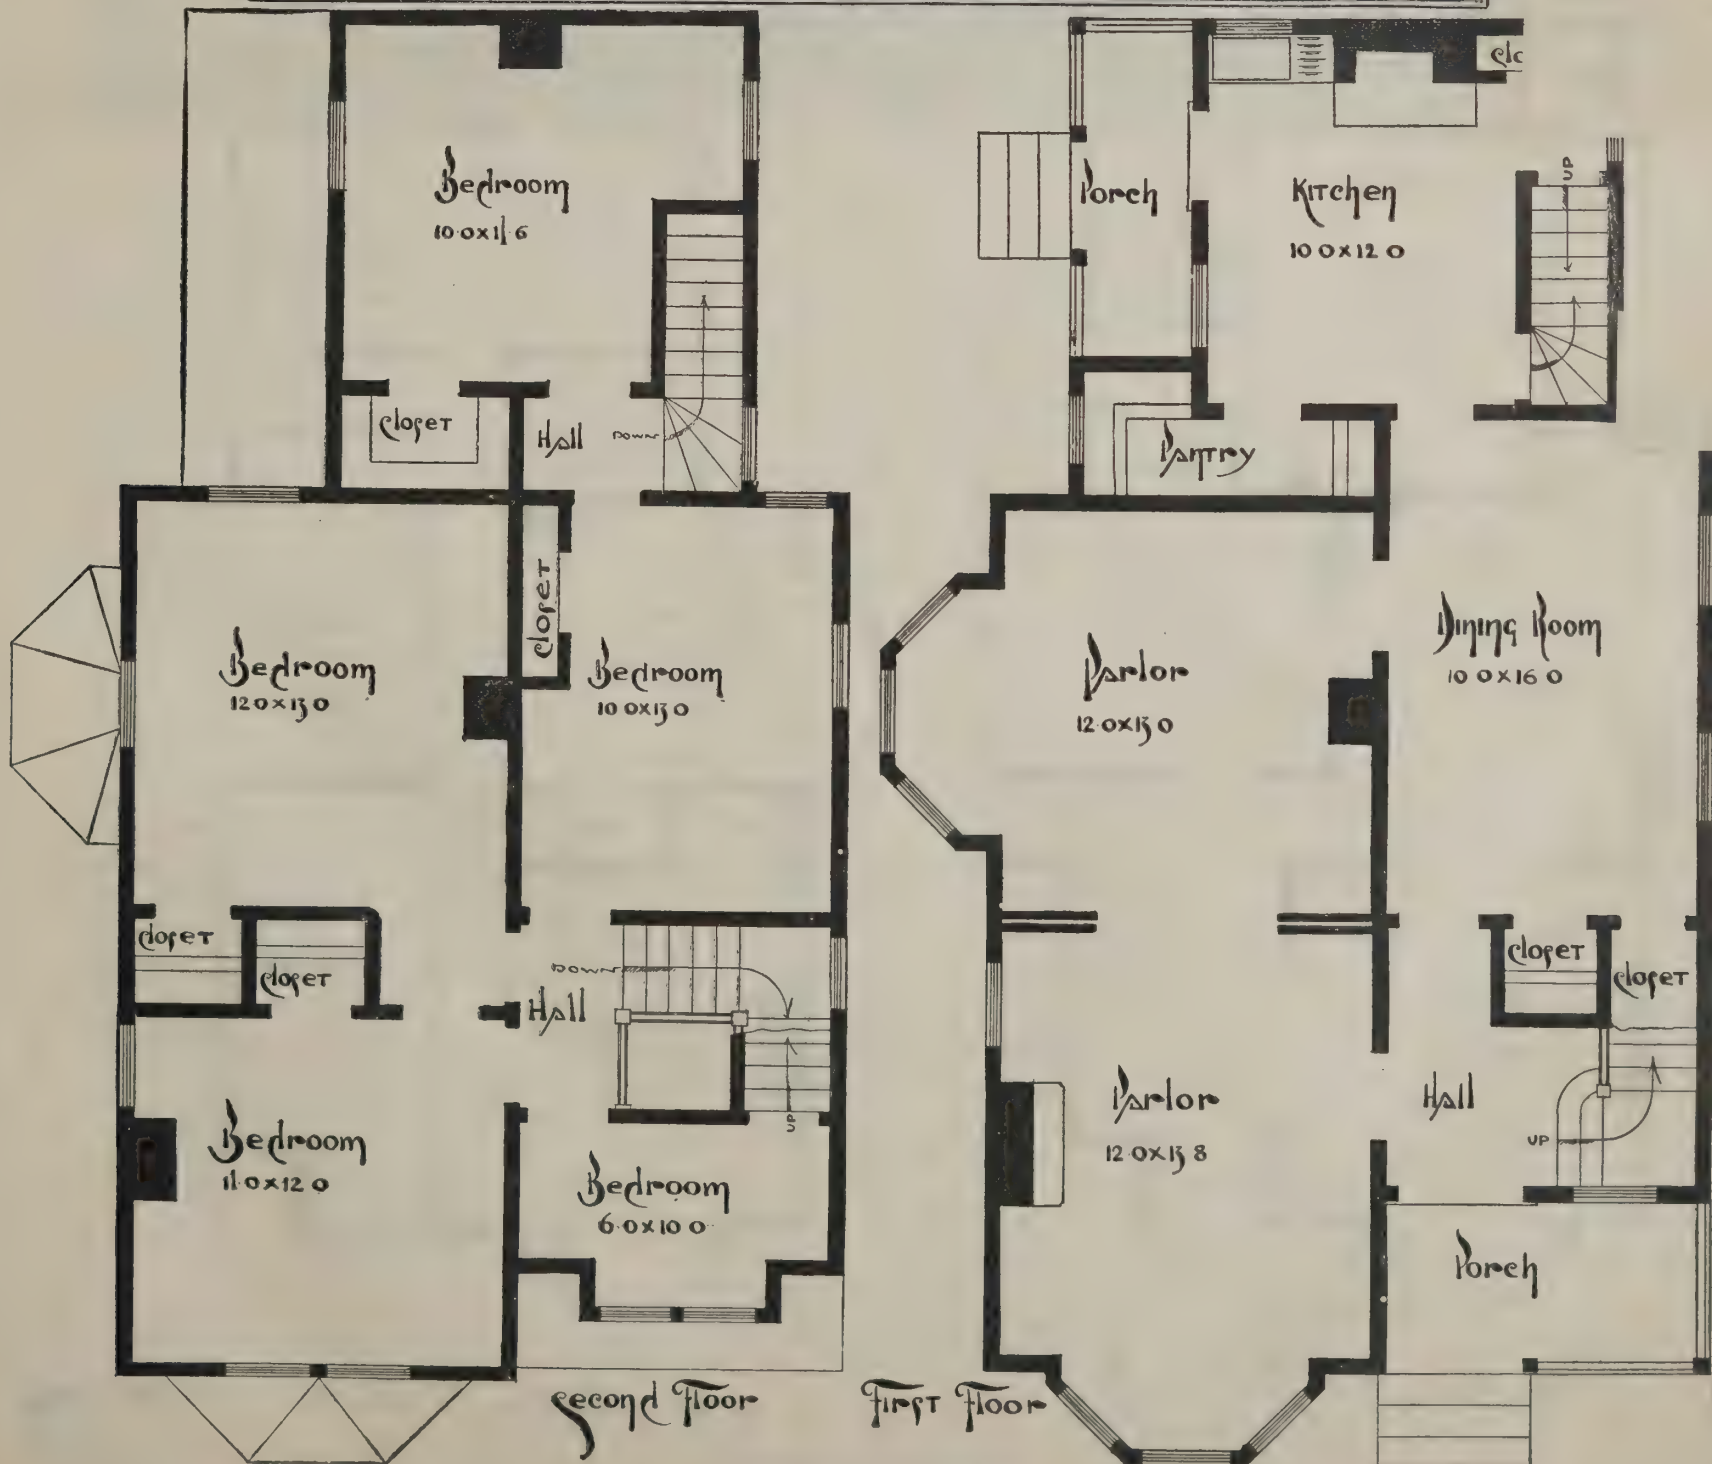 Bedroom
10.0x11.6
closet
Hall
DOWN
closet
Bedroom
12 0x13 0
Bedroom
10 0x13 0
closet
closet
DOWN
Hall
UP
Bedroom
11.0x12 0
Bedroom
6.0x10 0
Second Floor
clo
Porch
Kitchen
10 0x12 0
UP
Pantry
Parlor
12.0x13 0
Dining Room
10 0x16 0
closet
closet
Parlor
12.0x13 8
Hall
UP
Porch
First Floor